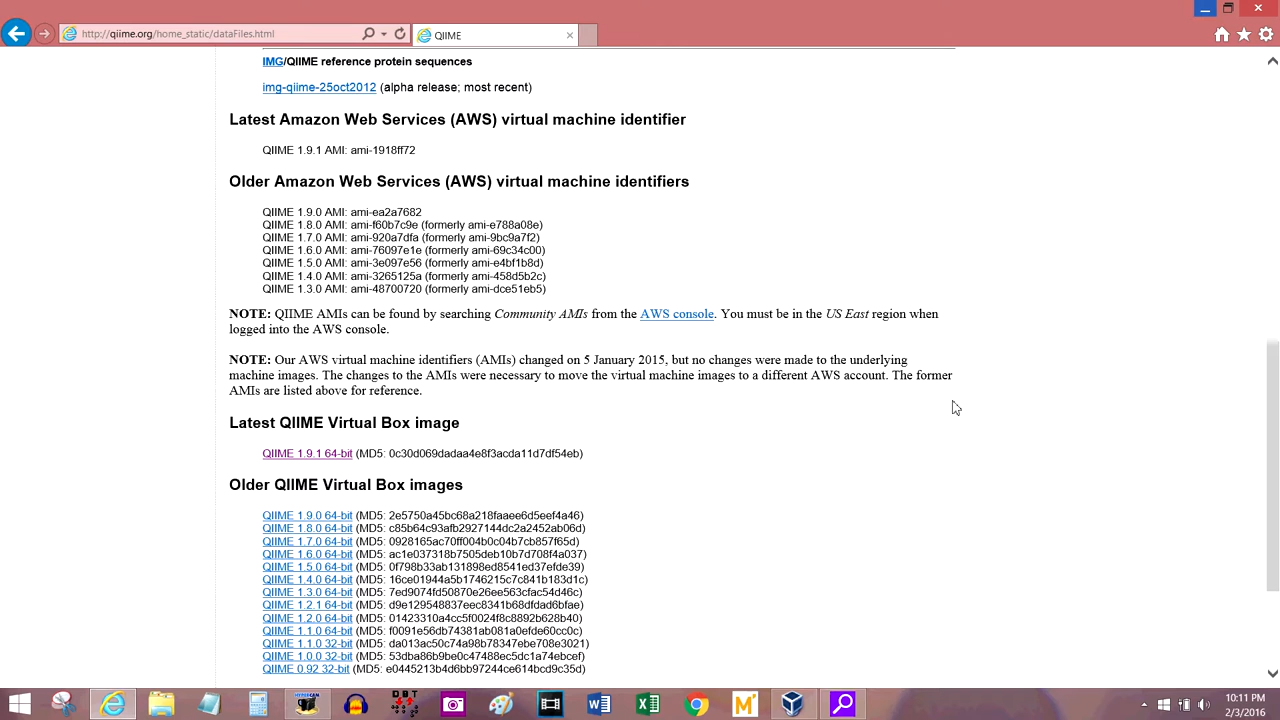 http://qiime.org/home_static/dataFiles.html
QIIME
IMG/QIIME reference protein sequences
img-qiime-25oct2012 (alpha release; most recent)
Latest Amazon Web Services (AWS) virtual machine identifier
QIIME 1.9.1 AMI: ami-1918ff72
Older Amazon Web Services (AWS) virtual machine identifiers
QIIME 1.9.0 AMI: ami-ea2a7682
QIIME 1.8.0 AMI: ami-f60b7c9e (formerly ami-e788a08e)
QIIME 1.7.0 AMI: ami-920a7dfa (formerly ami-9bc9a7f2)
QIIME 1.6.0 AMI: ami-76097e1e (formerly ami-69c34c00)
QIIME 1.5.0 AMI: ami-3e097e56 (formerly ami-e4bf1b8d)
QIIME 1.4.0 AMI: ami-3265125a (formerly ami-458d5b2c)
QIIME 1.3.0 AMI: ami-48700720 (formerly ami-dce51eb5)
NOTE: QIIME AMIs can be found by searching Community AMIs from the AWS console. You must be in the US East region when
logged into the AWS console.
NOTE: Our AWS virtual machine identifiers (AMIs) changed on 5 January 2015, but no changes were made to the underlying
machine images. The changes to the AMIs were necessary to move the virtual machine images to a different AWS account. The former
AMIs are listed above for reference.
Latest QIIME Virtual Box image
QIIME 1.9.1 64-bit (MD5: 0c30d069dadaa4e8f3acda11d7df54eb)
Older QIIME Virtual Box images
QIIME 1.9.0 64-bit (MD5: 2e5750a45bc68a218faaee6d5eef4a46)
QIIME 1.8.0 64-bit (MD5: c85b64c93afb2927144dc2a2452ab06d)
QIIME 1.7.0 64-bit (MD5: 0928165ac70ff004b0c04b7cb857f65d)
QIIME 1.6.0 64-bit (MD5: ac1e037318b7505deb10b7d708f4a037)
QIIME 1.5.0 64-bit (MD5: 0f798b33ab131898ed8541ed37efde39)
QIIME 1.4.0 64-bit (MD5: 16ce01944a5b1746215c7c841b183d1c)
QIIME 1.3.0 64-bit (MD5: 7ed9074fd50870e26ee563cfac54d46c)
QIIME 1.2.1 64-bit (MD5: d9e129548837eec8341b68dfdad6bfae)
QIIME 1.2.0 64-bit (MD5: 01423310a4cc5f0024f8c8892b628b40)
QIIME 1.1.0 64-bit (MD5: f0091e56db74381ab081a0efde60cc0c)
QIIME 1.1.0 32-bit (MD5: da013ac50c74a98b78347ebe708e3021)
QIIME 1.0.0 32-bit (MD5: 53dba86b9be0c47488ec5dc1a74ebcef)
QIIME 0.92 32-bit (MD5: e0445213b4d6bb97244ce614bcd9c35d)
10:11 PM
2/3/2016